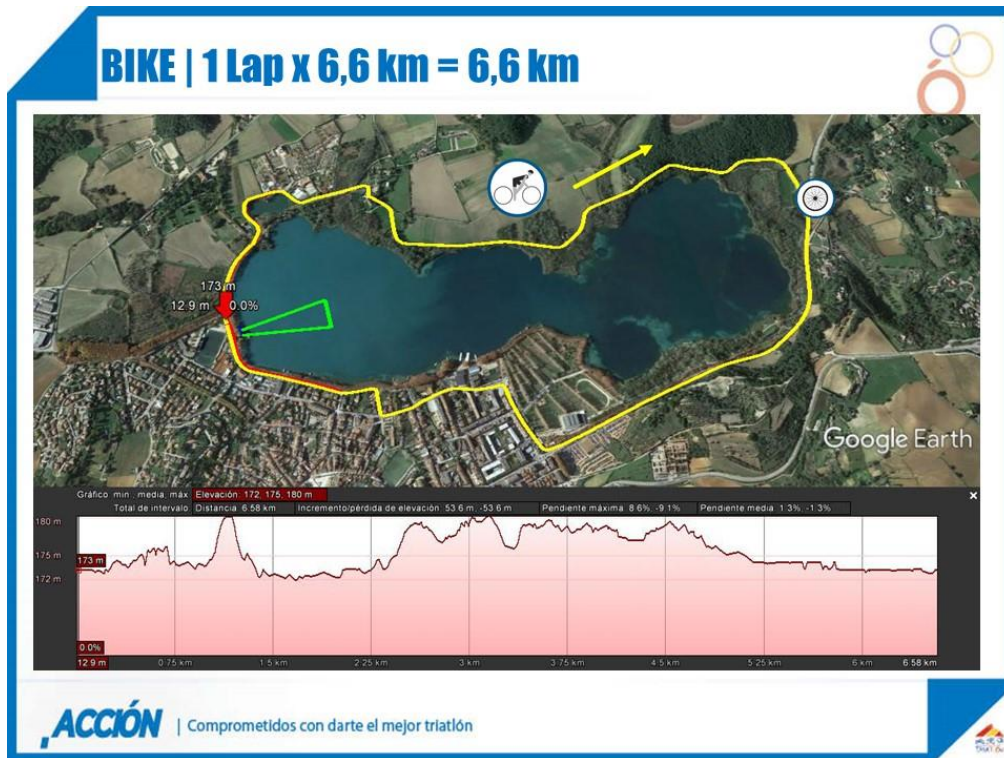 BIKE | 1 Lap x 6,6 km = 6,6 km
173 m
12.9 m 0.0%
Google Earth
Gráfico min., media, máx Elevación: 172, 175, 180 m
Total de intervalo Distancia 6.58 km Incremento/pérdida de elevación 53.6 m, -53.6 m Pendiente máxima 8.6%, -9.1% Pendiente media 1.3%, -1.3%
180 m
175 m
173 m
172 m
0.0%
12.9 m 0.75 km 1.5 km 2.25 km 3 km 3.75 km 4.5 km 5.25 km 6 km 6.58 km
ACCIÓN | Comprometidos con darte el mejor triatlón